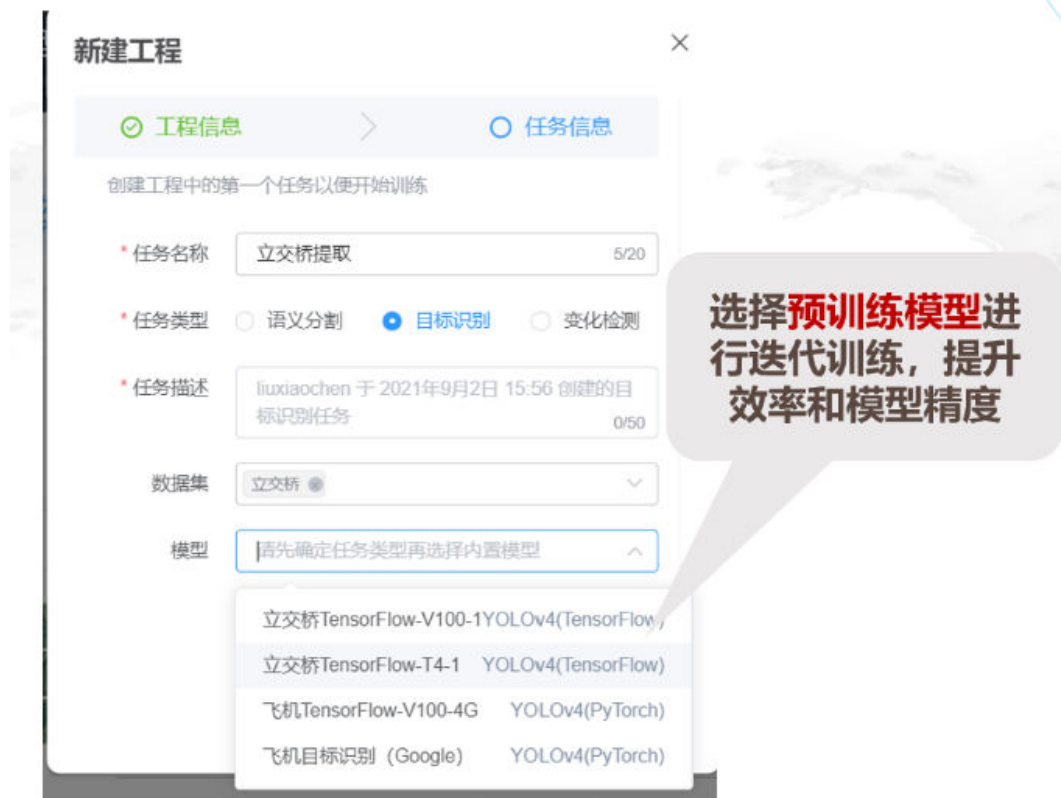 新建工程
工程信息
任务信息
创建工程中的第一个任务以便开始训练
* 任务名称 立交桥提取 5/20
* 任务类型 语义分割 目标识别 变化检测
* 任务描述 liuxiaochen 于 2021年9月2日 15:56 创建的目
标识别任务 0/50
数据集 立交桥
模型 请先确定任务类型再选择内置模型
立交桥TensorFlow-V100-1YOLOv4(TensorFlow)
立交桥TensorFlow-T4-1 YOLOv4(TensorFlow)
飞机TensorFlow-V100-4G YOLOv4(PyTorch)
飞机目标识别（Google） YOLOv4(PyTorch)
选择预训练模型进
行迭代训练，提升
效率和模型精度